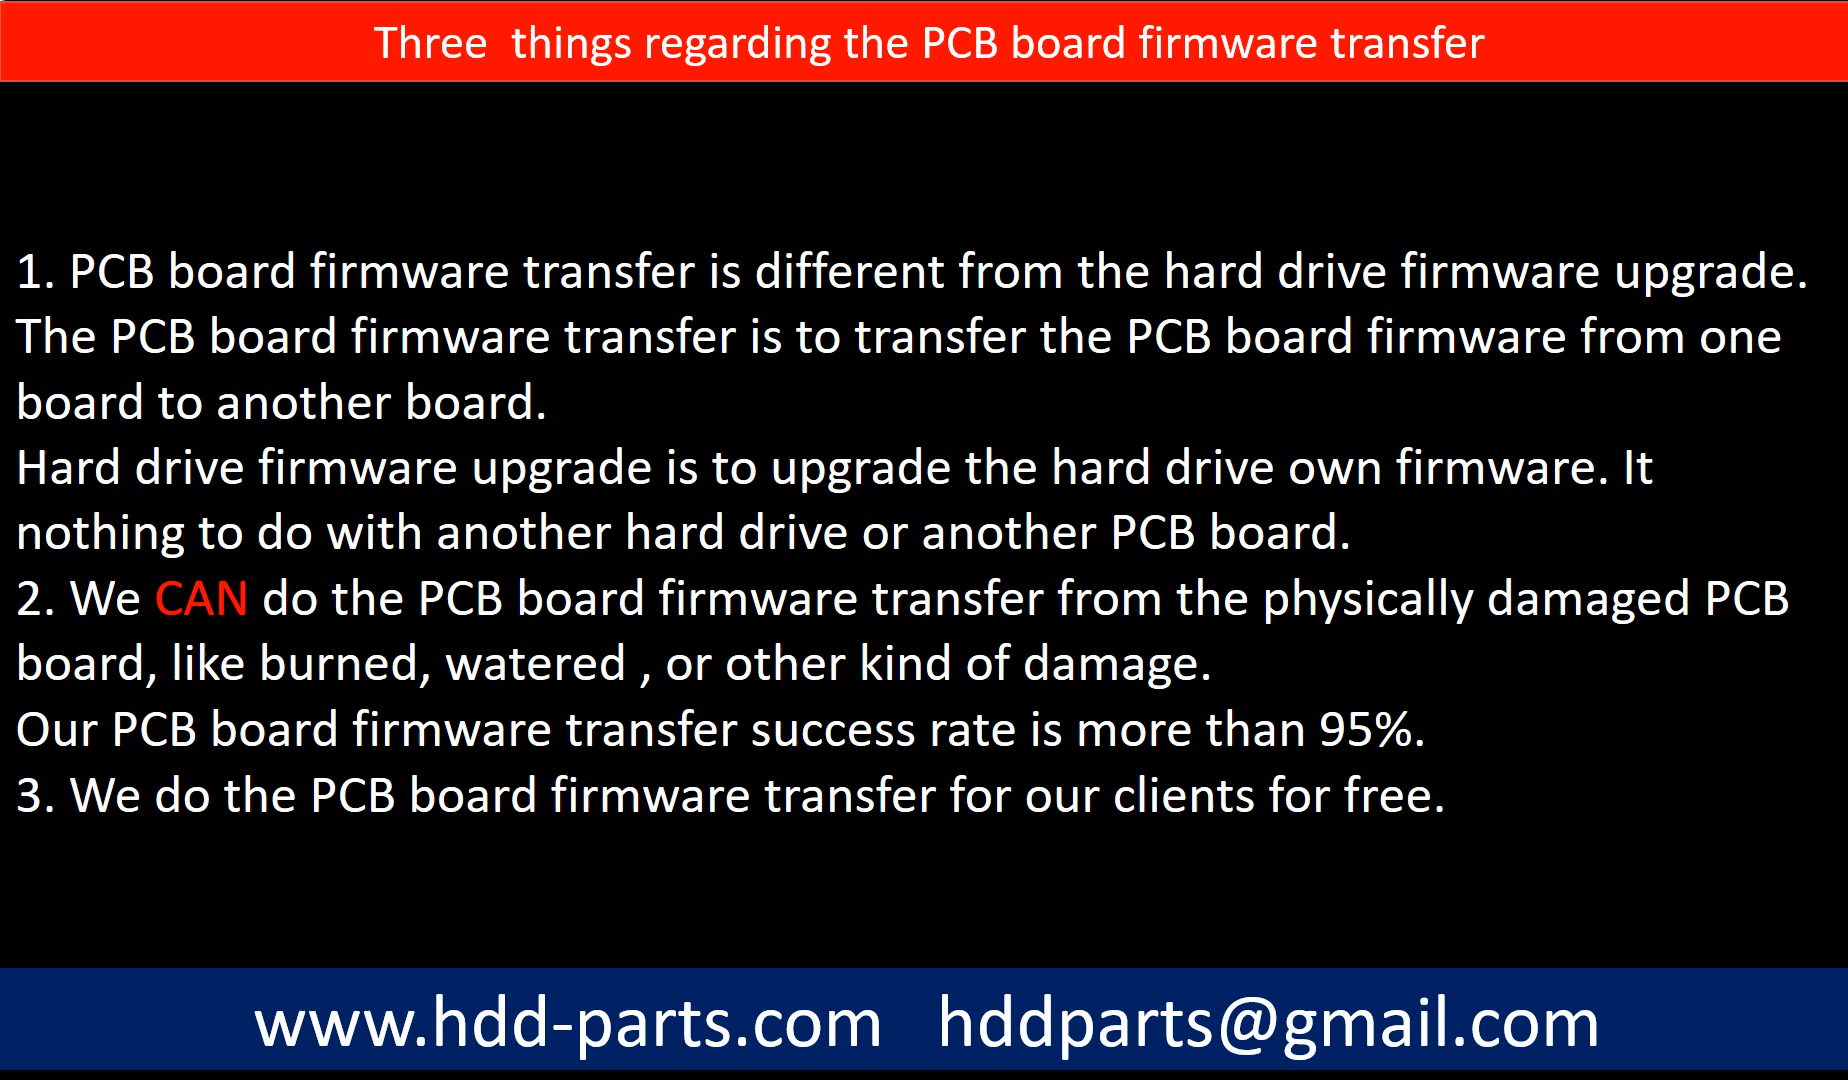 Three  things regarding the PCB board firmware transfer
1. PCB board firmware transfer is different from the hard drive firmware upgrade.
The PCB board firmware transfer is to transfer the PCB board firmware from one
board to another board.
Hard drive firmware upgrade is to upgrade the hard drive own firmware. It
nothing to do with another hard drive or another PCB board.
2. We CAN do the PCB board firmware transfer from the physically damaged PCB
board, like burned, watered , or other kind of damage.
Our PCB board firmware transfer success rate is more than 95%.
3. We do the PCB board firmware transfer for our clients for free.
www.hdd-parts.com   hddparts@gmail.com